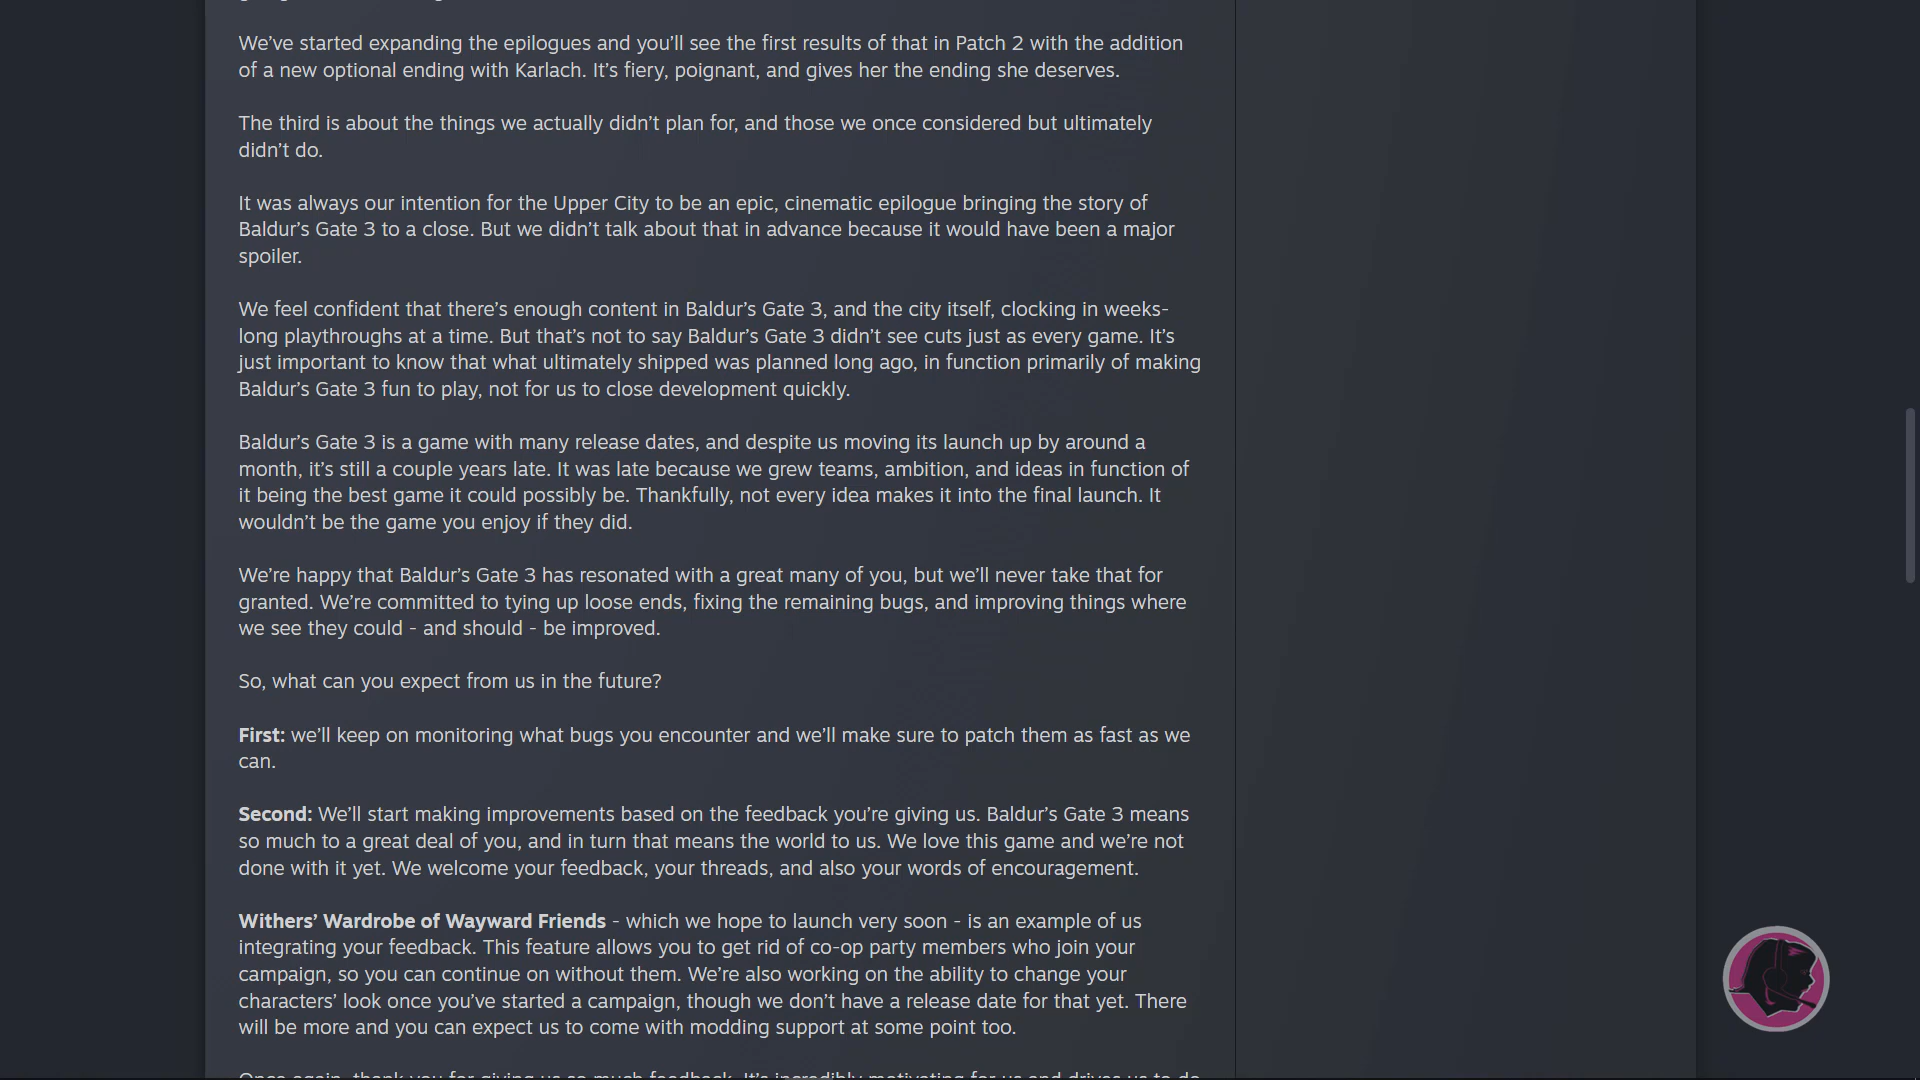 We've started expanding the epilogues and you'll see the first results of that in Patch 2 with the addition
of a new optional ending with Karlach. It's fiery, poignant, and gives her the ending she deserves.
The third is about the things we actually didn't plan for, and those we once considered but ultimately
didn't do.
It was always our intention for the Upper City to be an epic, cinematic epilogue bringing the story of
Baldur's Gate 3 to a close. But we didn't talk about that in advance because it would have been a major
spoiler.
We feel confident that there's enough content in Baldur's Gate 3, and the city itself, clocking in weeks-
long playthroughs at a time. But that's not to say Baldur's Gate 3 didn't see cuts just as every game. It's
just important to know that what ultimately shipped was planned long ago, in function primarily of making
Baldur's Gate 3 fun to play, not for us to close development quickly.
Baldur's Gate 3 is a game with many release dates, and despite us moving its launch up by around a
month, it's still a couple years late. It was late because we grew teams, ambition, and ideas in function of
it being the best game it could possibly be. Thankfully, not every idea makes it into the final launch. It
wouldn't be the game you enjoy if they did.
We're happy that Baldur's Gate 3 has resonated with a great many of you, but we'll never take that for
granted. We're committed to tying up loose ends, fixing the remaining bugs, and improving things where
we see they could - and should - be improved.
So, what can you expect from us in the future?
First: we'll keep on monitoring what bugs you encounter and we'll make sure to patch them as fast as we
can.
Second: We'll start making improvements based on the feedback you're giving us. Baldur's Gate 3 means
so much to a great deal of you, and in turn that means the world to us. We love this game and we're not
done with it yet. We welcome your feedback, your threads, and also your words of encouragement.
Withers' Wardrobe of Wayward Friends - which we hope to launch very soon - is an example of us
integrating your feedback. This feature allows you to get rid of co-op party members who join your
campaign, so you can continue on without them. We're also working on the ability to change your
characters' look once you've started a campaign, though we don't have a release date for that yet. There
will be more and you can expect us to come with modding support at some point too.
Once again, thank you for giving us so much feedback. It's incredibly motivating for us and drives us to do